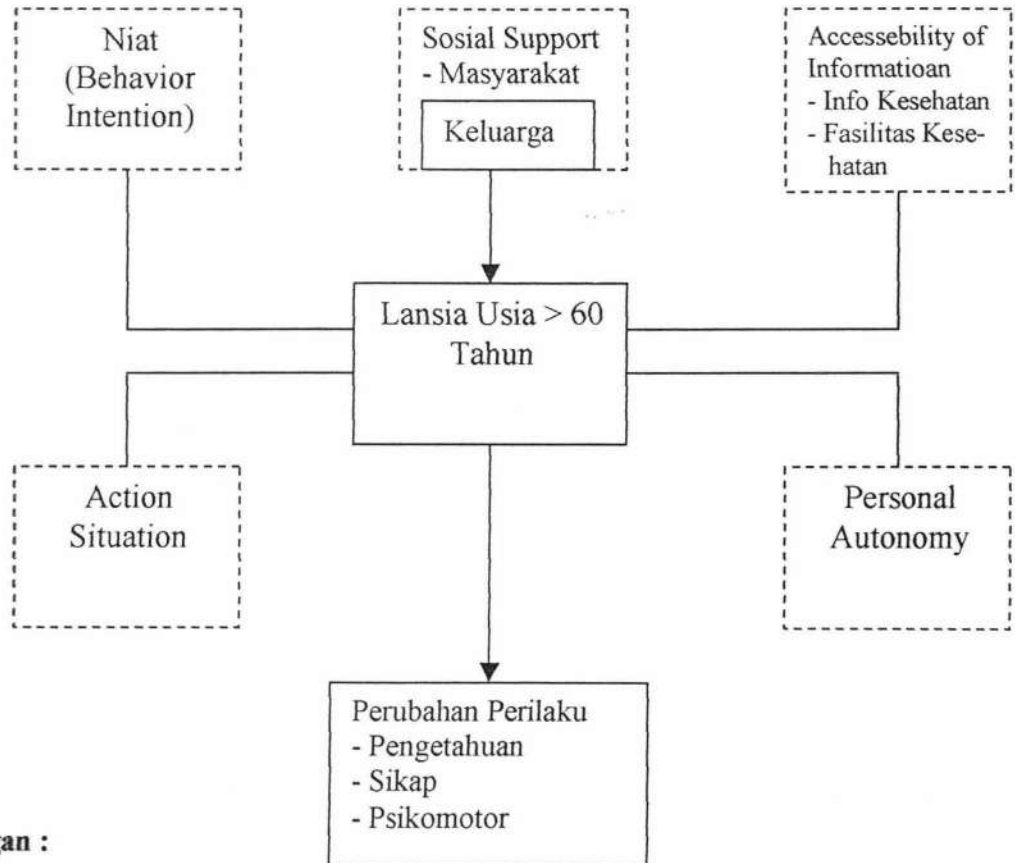 Niat
(Behavior
Intention)
Sosial Support
- Masyarakat
Keluarga
Accessebility of
Informatioan
- Info Kesehatan
- Fasilitas Kese-
hatan
Lansia Usia > 60
Tahun
Action
Situation
Personal
Autonomy
Perubahan Perilaku
- Pengetahuan
- Sikap
- Psikomotor
gan :